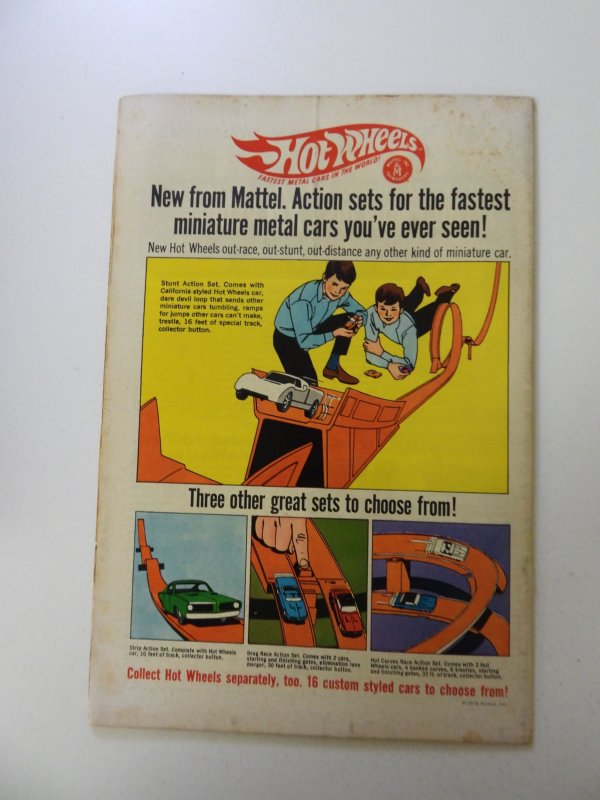 Hot Wheels
FASTEST METAL CARS IN THE WORLD!
New from Mattel. Action sets for the fastest
miniature metal cars you've ever seen!
New Hot Wheels out-race, out-stunt, out-distance any other kind of miniature car.
Stunt Action Set. Comes with
California styled Hot Wheels car,
dare devil loop that sends other
miniature cars tumbling, ramps
for jumps other cars can't make,
trestle. 16 feet of special track,
collector button.
Three other great sets to choose from!
Strip Action Set. Complete with Hot Wheels
car, 10 feet of track, collector button.
Drag Race Action Set. Comes with 2 cars,
starting and finishing gates, elimination lane
merger, 30 feet of track, collector button.
Hot Curves Race Action Set. Comes with 2 Hot
Wheels cars, 4 banked curves, 8 trestles, starting
and finishing gates, 32 ft. of track, collector button.
Collect Hot Wheels separately, too. 16 custom styled cars to choose from!
Mattel, Inc.